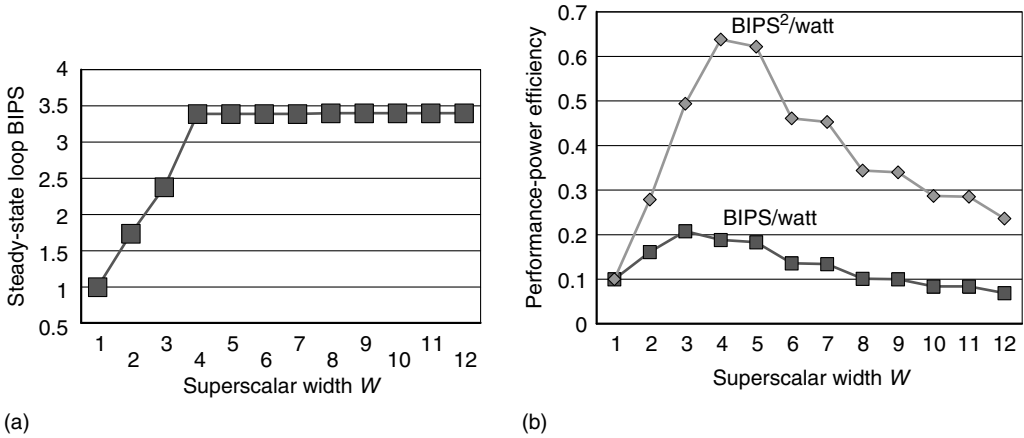 Steady-state loop BIPS
4
3.5
3
2.5
2
1.5
1
0.5
1 3 5 7 9 11
2 4 6 8 10 12
Superscalar width W
(a)
Performance-power efficiency
0.7
0.6
0.5
0.4
0.3
0.2
0.1
0
BIPS²/watt
BIPS/watt
1 2 3 4 5 6 7 8 9 10 11 12
Superscalar width W
(b)